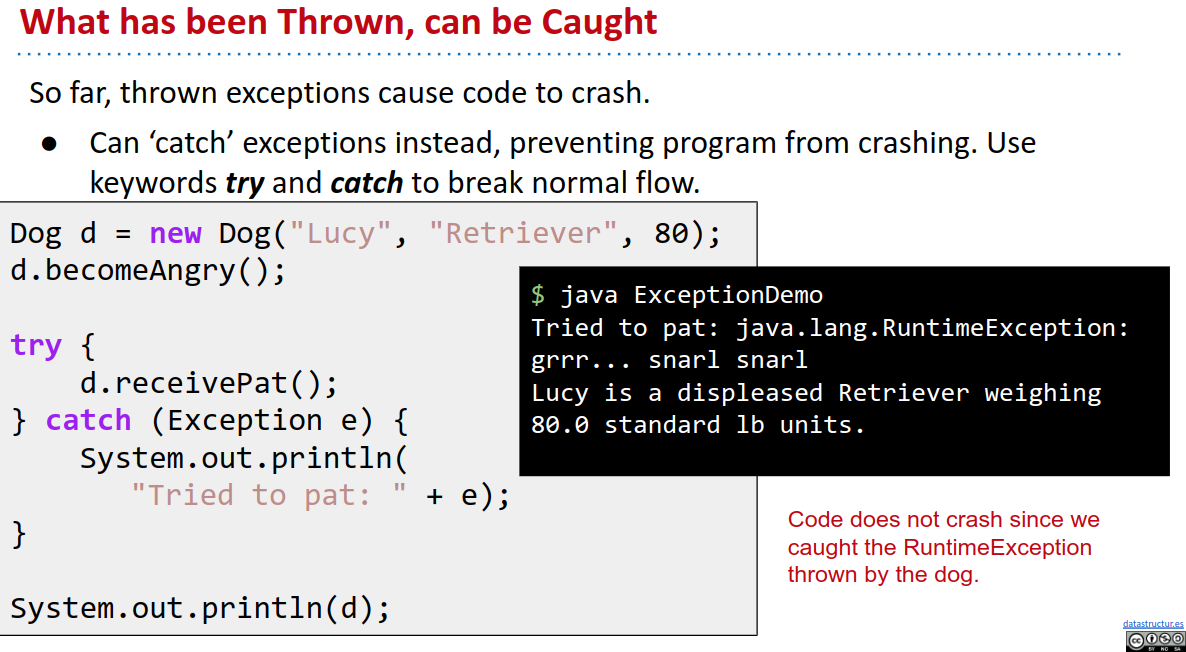 What has been Thrown, can be Caught
So far, thrown exceptions cause code to crash.
● Can ‘catch’ exceptions instead, preventing program from crashing. Use
keywords try and catch to break normal flow.
Dog d = new Dog("Lucy", "Retriever", 80);
d.becomeAngry();
try {
    d.receivePat();
} catch (Exception e) {
    System.out.println(
       "Tried to pat: " + e);
}
System.out.println(d);
$ java ExceptionDemo
Tried to pat: java.lang.RuntimeException:
grrr... snarl snarl
Lucy is a displeased Retriever weighing
80.0 standard lb units.
Code does not crash since we
caught the RuntimeException
thrown by the dog.
datastructur.es
cc
BY NC SA